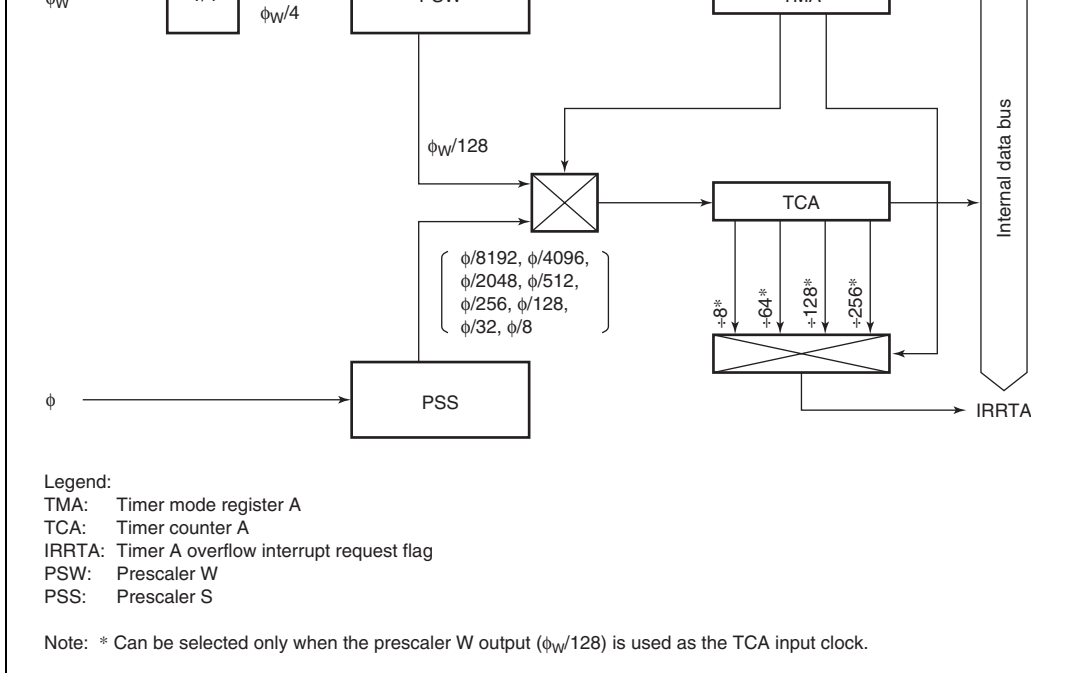 φW
φW/4
φW/128
Internal data bus
TCA
φ/8192, φ/4096,
φ/2048, φ/512,
φ/256, φ/128,
φ/32, φ/8
÷8*
÷64*
÷128*
÷256*
φ
PSS
IRRTA
Legend:
TMA: Timer mode register A
TCA: Timer counter A
IRRTA: Timer A overflow interrupt request flag
PSW: Prescaler W
PSS: Prescaler S
Note: * Can be selected only when the prescaler W output (φW/128) is used as the TCA input clock.